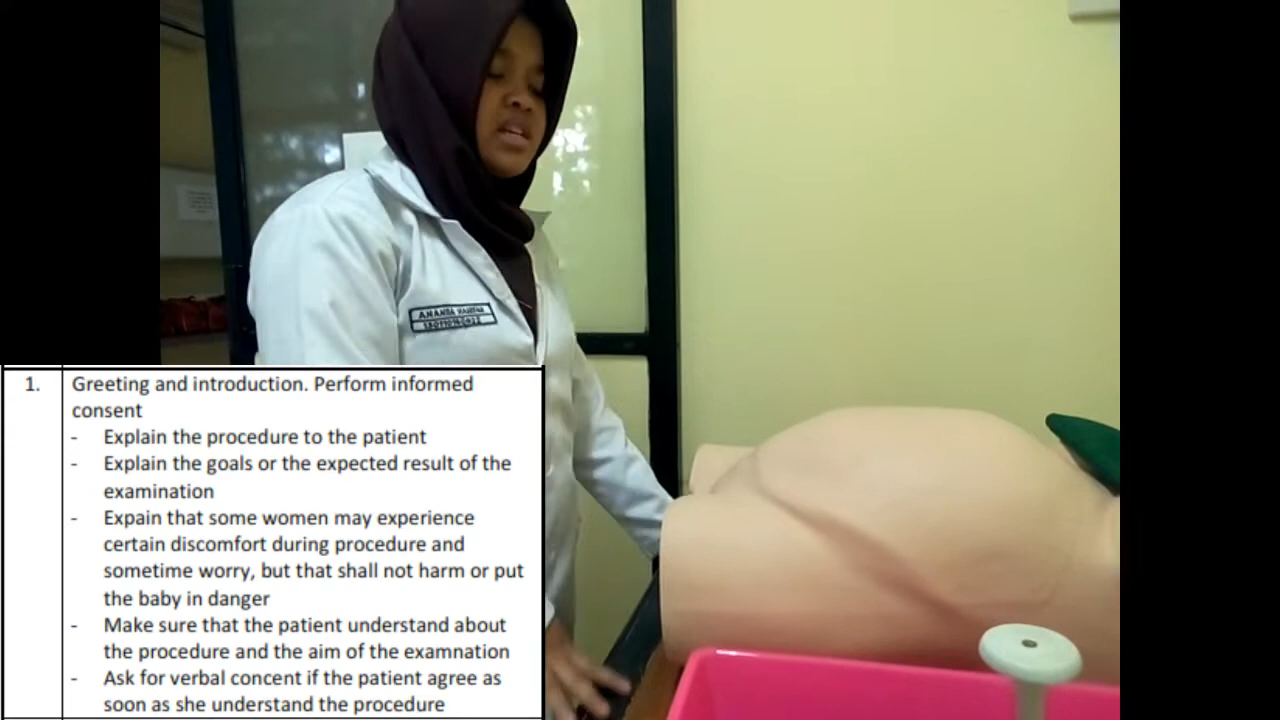 ANANDA
1. Greeting and introduction. Perform informed
consent
- Explain the procedure to the patient
- Explain the goals or the expected result of the
examination
- Expain that some women may experience
certain discomfort during procedure and
sometime worry, but that shall not harm or put
the baby in danger
- Make sure that the patient understand about
the procedure and the aim of the examnation
- Ask for verbal concent if the patient agree as
soon as she understand the procedure